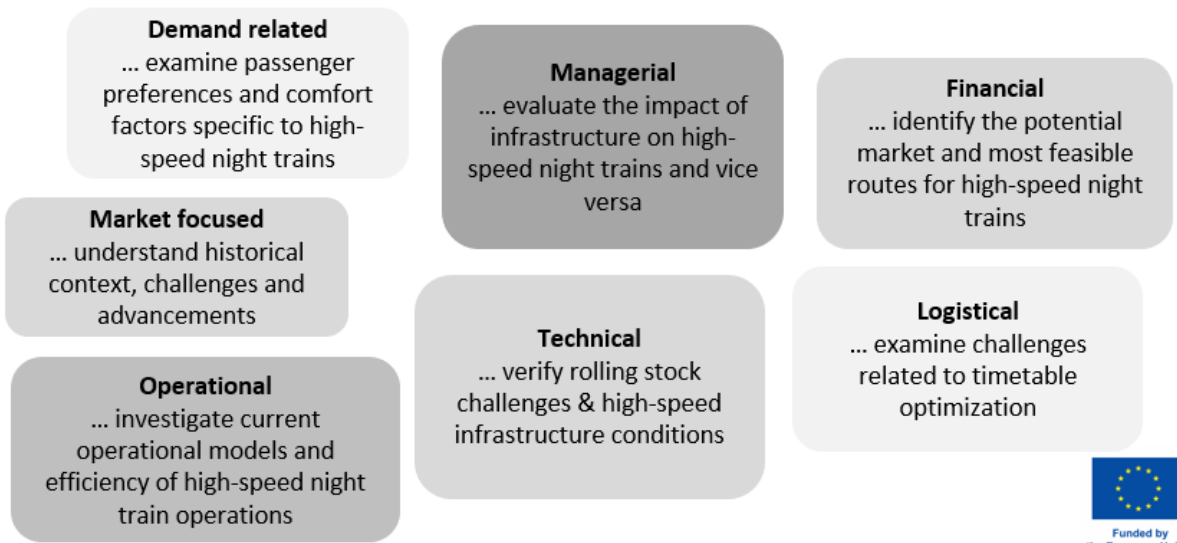 Demand related
... examine passenger
preferences and comfort
factors specific to high-
speed night trains
Managerial
... evaluate the impact of
infrastructure on high-
speed night trains and vice
versa
Financial
... identify the potential
market and most feasible
routes for high-speed night
trains
Market focused
... understand historical
context, challenges and
advancements
Technical
... verify rolling stock
challenges & high-speed
infrastructure conditions
Logistical
... examine challenges
related to timetable
optimization
Operational
... investigate current
operational models and
efficiency of high-speed night
train operations
Funded by